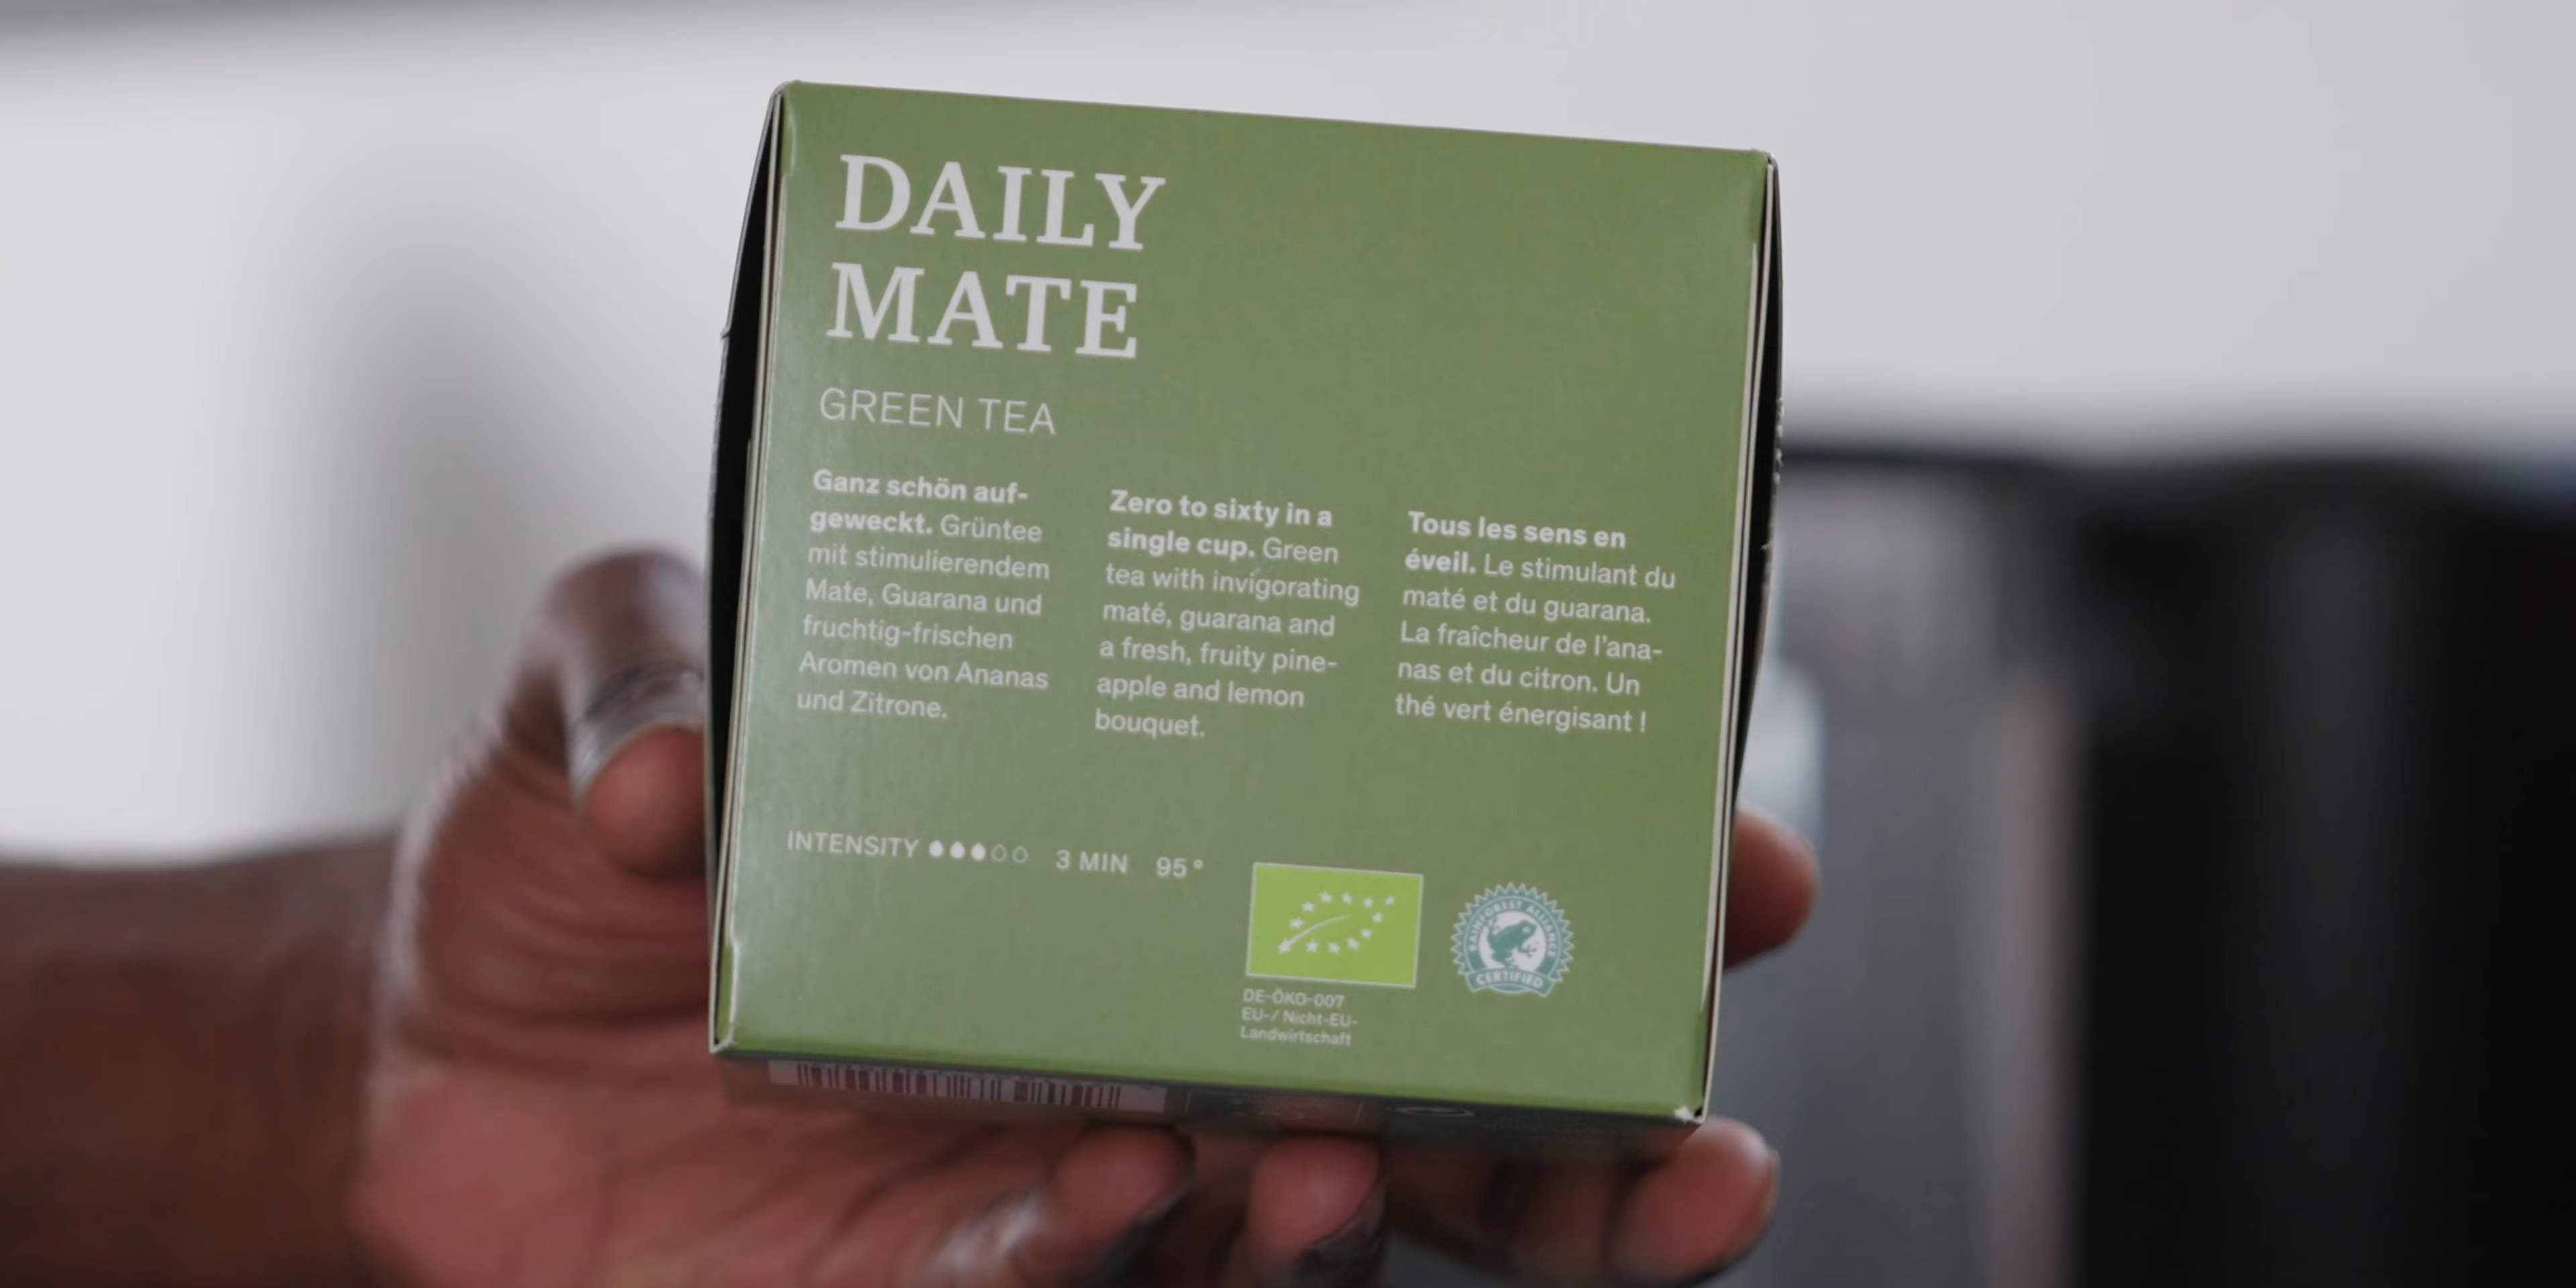 DAILY
MATE
GREEN TEA
Ganz schön auf-
geweckt. Grüntee
mit stimulierendem
Mate, Guarana und
fruchtig-frischen
Aromen von Ananas
und Zitrone.
Zero to sixty in a
single cup. Green
tea with invigorating
maté, guarana and
a fresh, fruity pine-
apple and lemon
bouquet.
Tous les sens en
éveil. Le stimulant du
maté et du guarana.
La fraîcheur de l'ana-
nas et du citron. Un
thé vert énergisant !
INTENSITY 3 MIN 95°
RAINFOREST ALLIANCE
CERTIFIED
DE-ÖKO-007
EU-/ Nicht-EU-
Landwirtschaft